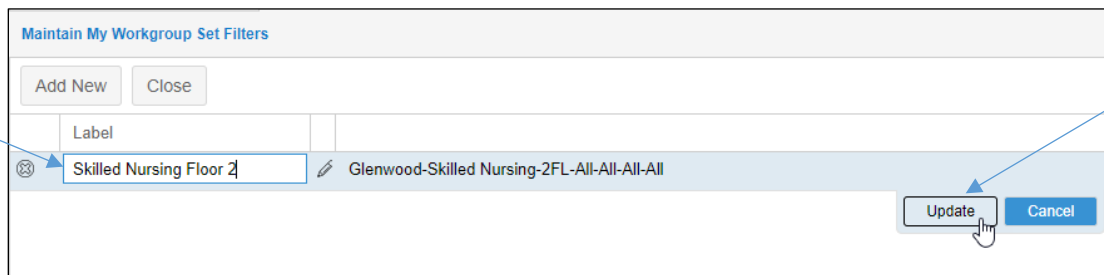 Maintain My Workgroup Set Filters
Add New Close
Label
Skilled Nursing Floor 2 Glenwood-Skilled Nursing-2FL-All-All-All-All
Update Cancel